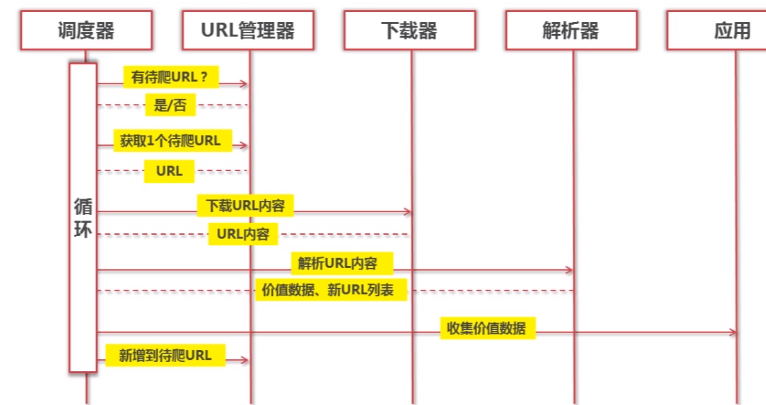 调度器
URL管理器
下载器
解析器
应用
有待爬URL？
是/否
获取1个待爬URL
URL
循
环
下载URL内容
URL内容
解析URL内容
价值数据、新URL列表
收集价值数据
新增到待爬URL